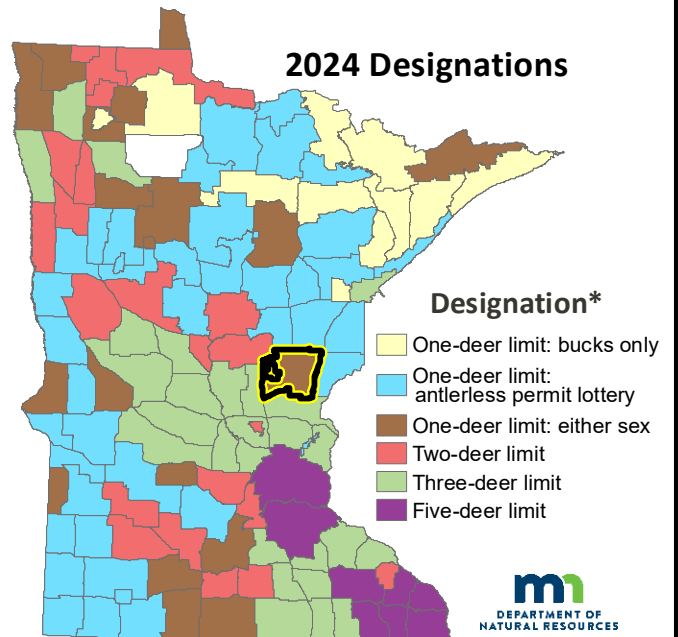 2024 Designations
Designation*
One-deer limit: bucks only
One-deer limit:
antlerless permit lottery
One-deer limit: either sex
Two-deer limit
Three-deer limit
Five-deer limit
DEPARTMENT OF
NATURAL RESOURCES